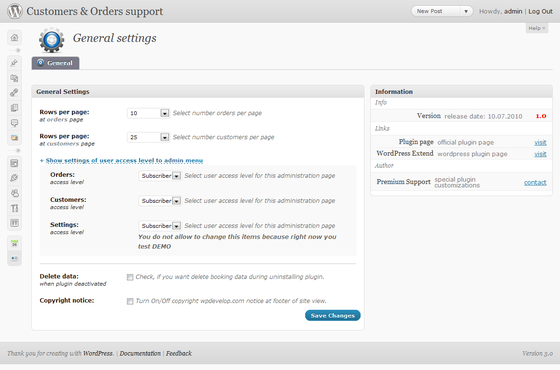 Customers & Orders support
New Post
Howdy, admin | Log Out
Help
General settings
General
General Settings
Rows per page:
at orders page
10
Select number orders per page
Rows per page:
at customers page
25
Select number customers per page
+ Show settings of user access level to admin menu
Orders:
access level
Subscriber
Select user access level for this administration page
Customers:
access level
Subscriber
Select user access level for this administration page
Settings:
access level
Subscriber
Select user access level for this administration page
You do not allow to change this items because right now you
test DEMO
Delete data:
when plugin deactivated
Check, if you want delete booking data during uninstalling plugin.
Copyright notice:
Turn On/Off copyright wpdevelop.com notice at footer of site view.
Save Changes
Information
Info
Version release date: 10.07.2010 1.0
Links
Plugin page official plugin page visit
WordPress Extend wordpress plugin page visit
Author
Premium Support special plugin
customizations contact
Thank you for creating with WordPress. | Documentation | Feedback
Version 3.0